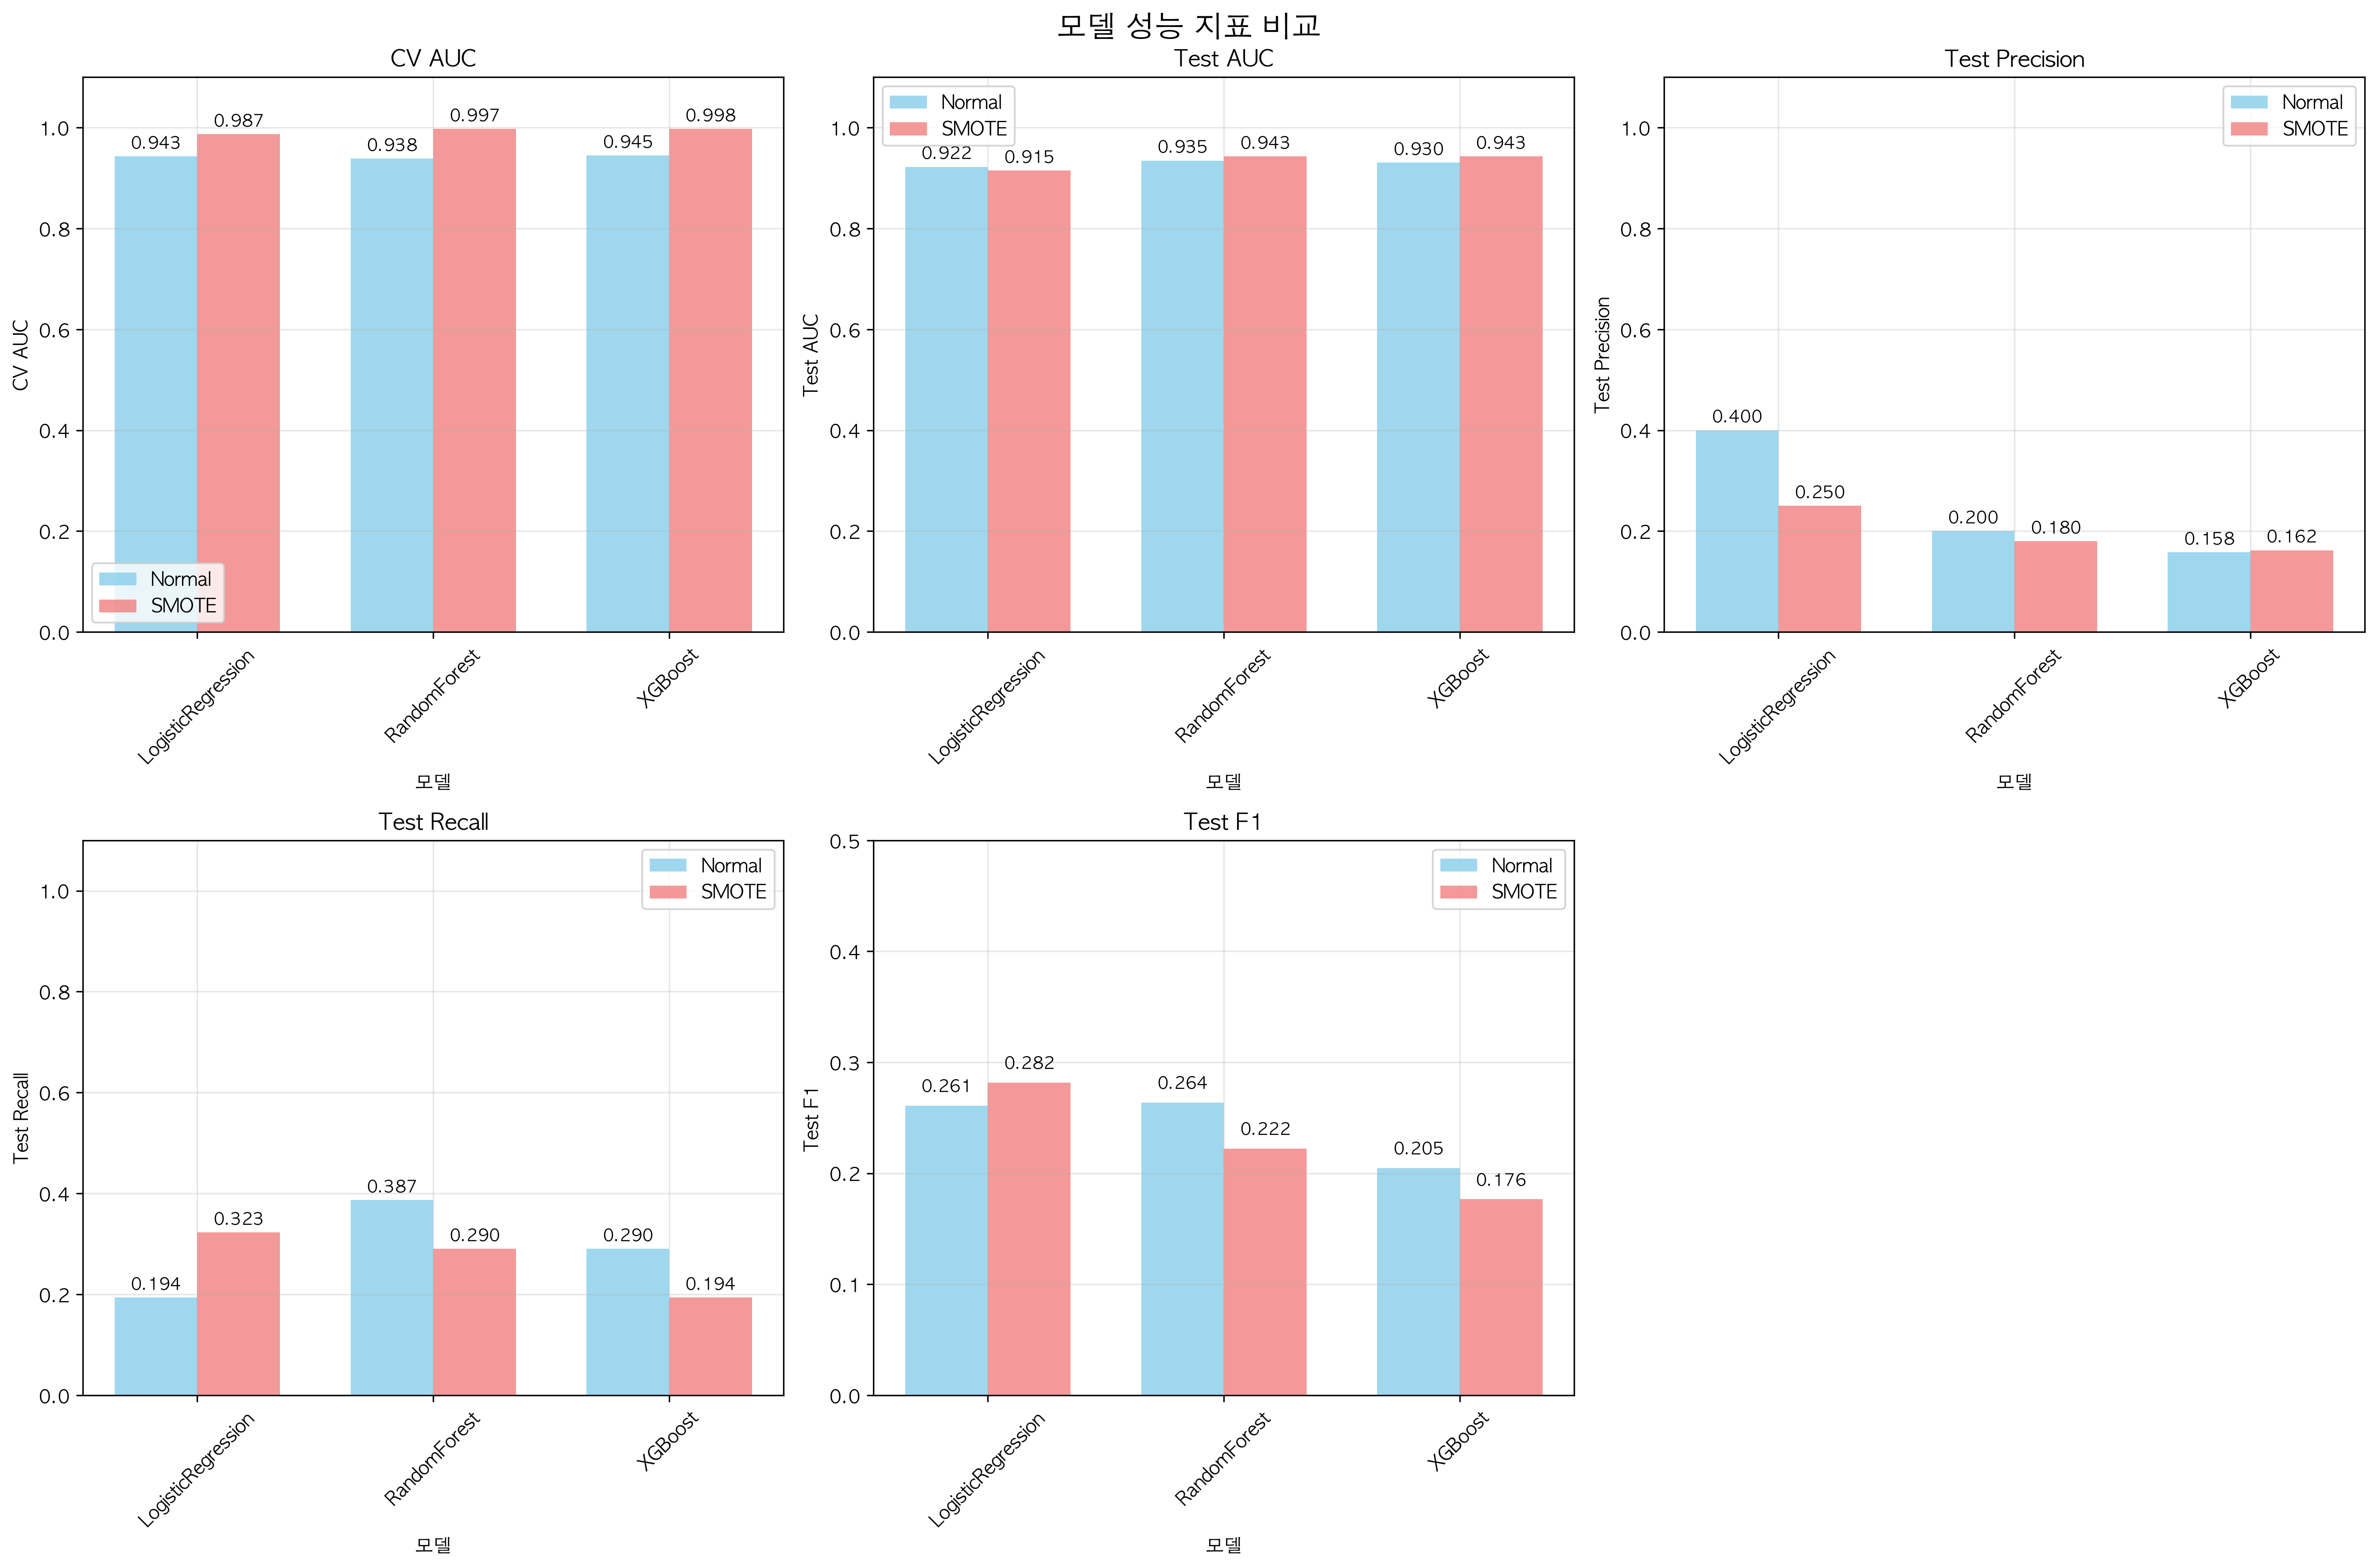 모델 성능 지표 비교
CV AUC
CV AUC
1.0
0.8
0.6
0.4
0.2
0.0
0.943
0.987
0.938
0.997
0.945
0.998
Normal
SMOTE
LogisticRegression
RandomForest
XGBoost
모델
Test AUC
Test AUC
1.0
0.8
0.6
0.4
0.2
0.0
Normal
SMOTE
0.922
0.915
0.935
0.943
0.930
0.943
LogisticRegression
RandomForest
XGBoost
모델
Test Precision
Test Precision
1.0
0.8
0.6
0.4
0.2
0.0
Normal
SMOTE
0.400
0.250
0.200
0.180
0.158
0.162
LogisticRegression
RandomForest
XGBoost
모델
Test Recall
Test Recall
1.0
0.8
0.6
0.4
0.2
0.0
Normal
SMOTE
0.194
0.323
0.387
0.290
0.290
0.194
LogisticRegression
RandomForest
XGBoost
모델
Test F1
Test F1
0.5
0.4
0.3
0.2
0.1
0.0
Normal
SMOTE
0.261
0.282
0.264
0.222
0.205
0.176
LogisticRegression
RandomForest
XGBoost
모델